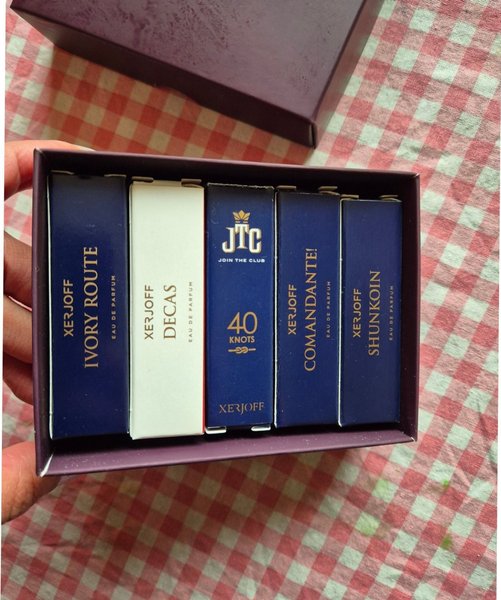 XERJOFF
IVORY ROUTE
EAU DE PARFUM
XERJOFF
DECAS
EAU DE PARFUM
JTC
JOIN THE CLUB
40
KNOTS
XERJOFF
XERJOFF
COMANDANTE!
EAU DE PARFUM
XERJOFF
SHUNKOIN
EAU DE PARFUM